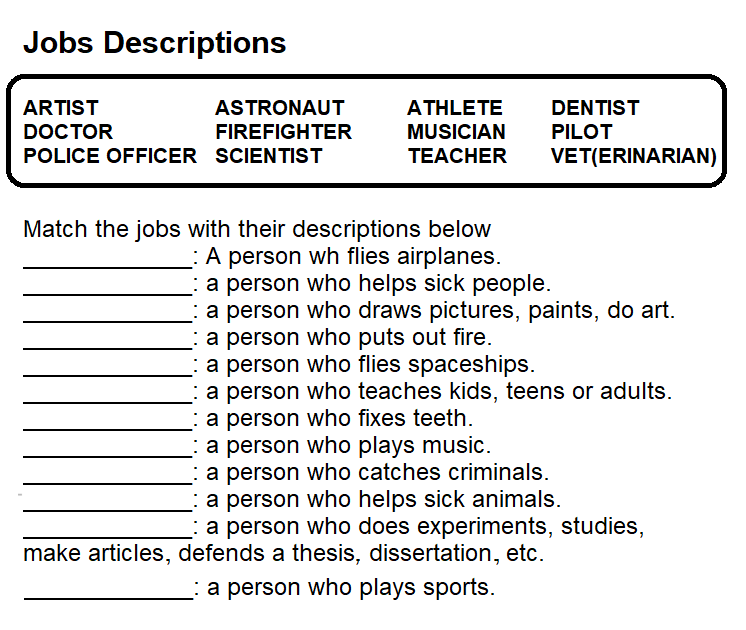 Jobs Descriptions
ARTIST ASTRONAUT ATHLETE DENTIST
DOCTOR FIREFIGHTER MUSICIAN PILOT
POLICE OFFICER SCIENTIST TEACHER VET(ERINARIAN)
Match the jobs with their descriptions below
_____________: A person wh flies airplanes.
_____________: a person who helps sick people.
_____________: a person who draws pictures, paints, do art.
_____________: a person who puts out fire.
_____________: a person who flies spaceships.
_____________: a person who teaches kids, teens or adults.
_____________: a person who fixes teeth.
_____________: a person who plays music.
_____________: a person who catches criminals.
_____________: a person who helps sick animals.
_____________: a person who does experiments, studies,
make articles, defends a thesis, dissertation, etc.
_____________: a person who plays sports.